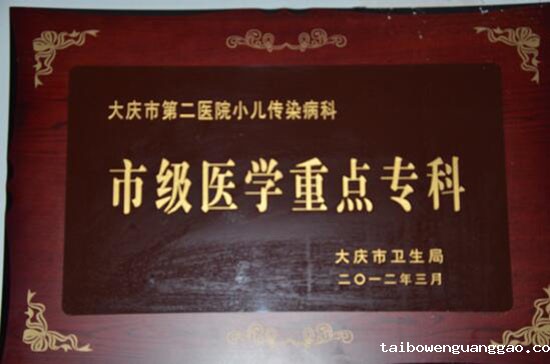 大庆市第二医院小儿传染病科
市级医学重点专科
大庆市卫生局
二〇一二年三月
taibowenguanggao.co